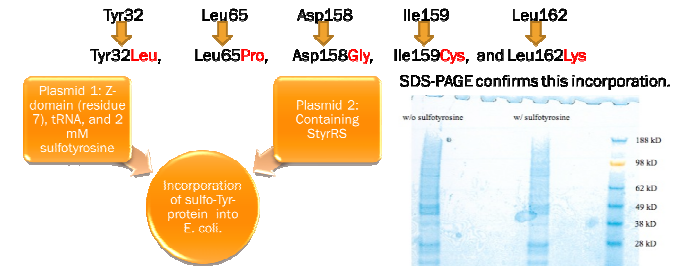 Tyr32 Leu65 Asp158 Ile159 Leu162
Tyr32Leu, Leu65Pro, Asp158Gly, Ile159Cys, and Leu162Lys
SDS-PAGE confirms this incorporation.
Plasmid 1: Z-
domain (residue
7), tRNA, and 2
mM
sulfotyrosine
Plasmid 2:
Containing
StyrRS
Incorporation
of sulfo-Tyr-
protein into
E. coli.
w/o sulfotyrosine w/ sulfotyrosine
188 kD
98 kD
62 kD
49 kD
38 kD
28 kD